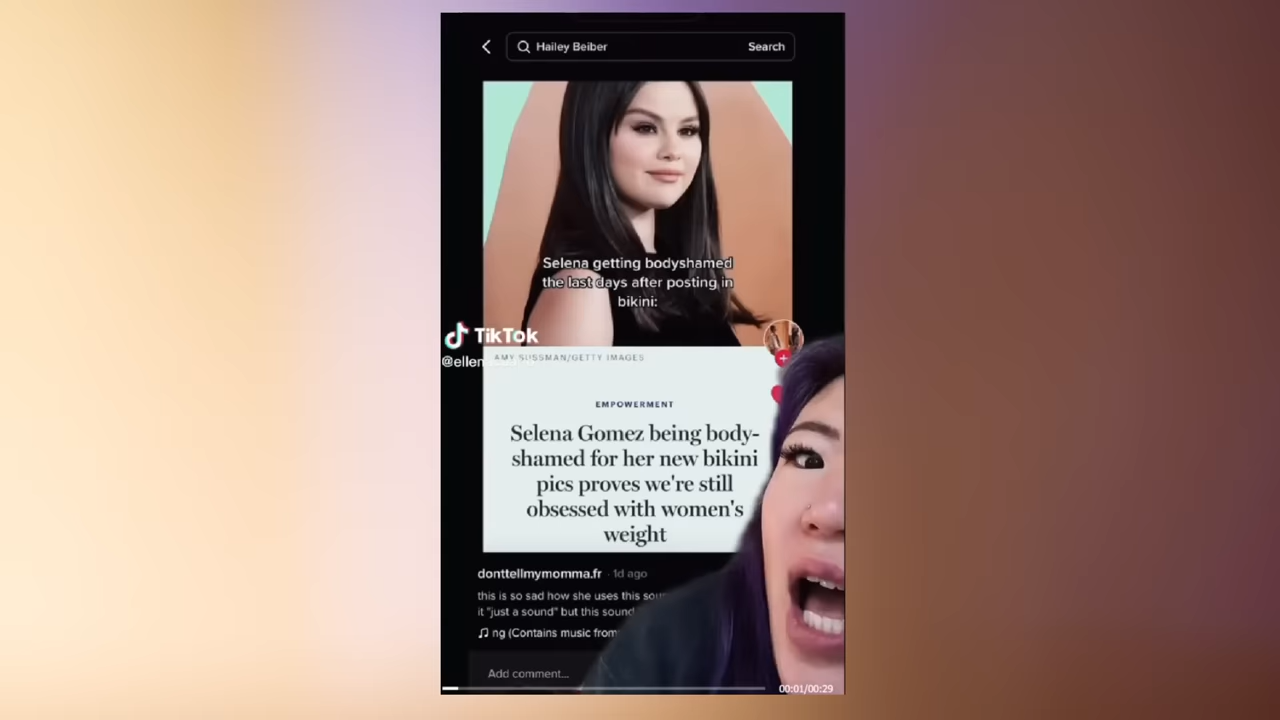 Hailey Beiber
Search
Selena getting bodyshamed
the last days after posting in
bikini:
TikTok
@ellen
AMY SUSSMAN/GETTY IMAGES
EMPOWERMENT
Selena Gomez being body-
shamed for her new bikini
pics proves we're still
obsessed with women's
weight
donttellmymomma.fr · 1d ago
this is so sad how she uses this sou
it "just a sound" but this sound
ng (Contains music from
Add comment...
00:01/00:29